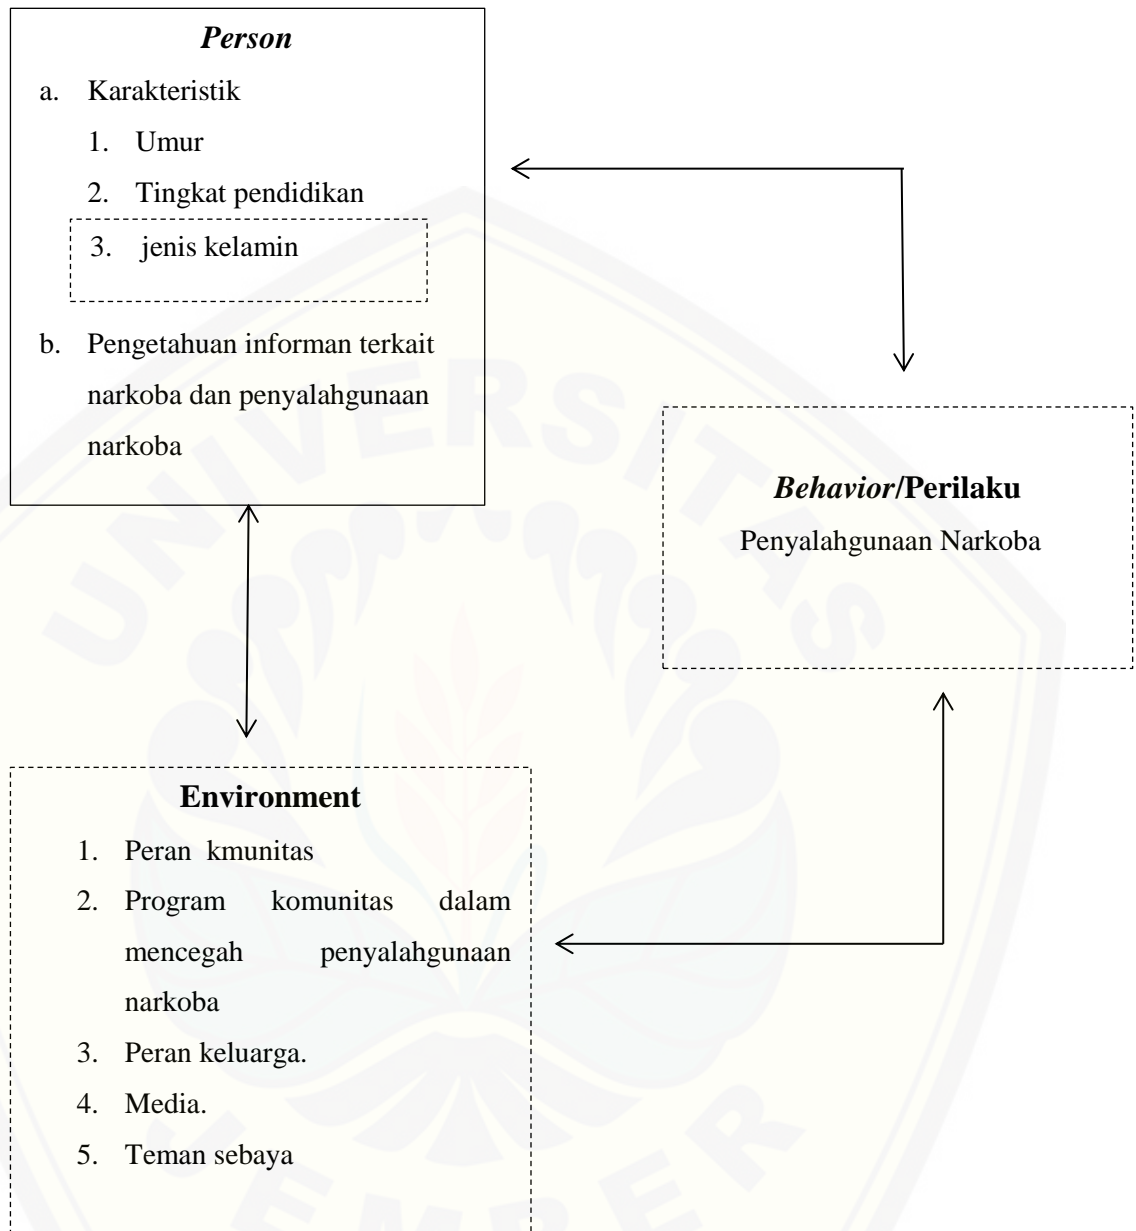 Person
a. Karakteristik
1. Umur
2. Tingkat pendidikan
3. jenis kelamin
b. Pengetahuan informan terkait
narkoba dan penyalahgunaan
narkoba
Behavior/Perilaku
Penyalahgunaan Narkoba
Environment
1. Peran kmunitas
2. Program komunitas dalam
mencegah penyalahgunaan
narkoba
3. Peran keluarga.
4. Media.
5. Teman sebaya
UNIVERSITAS
JEMBER